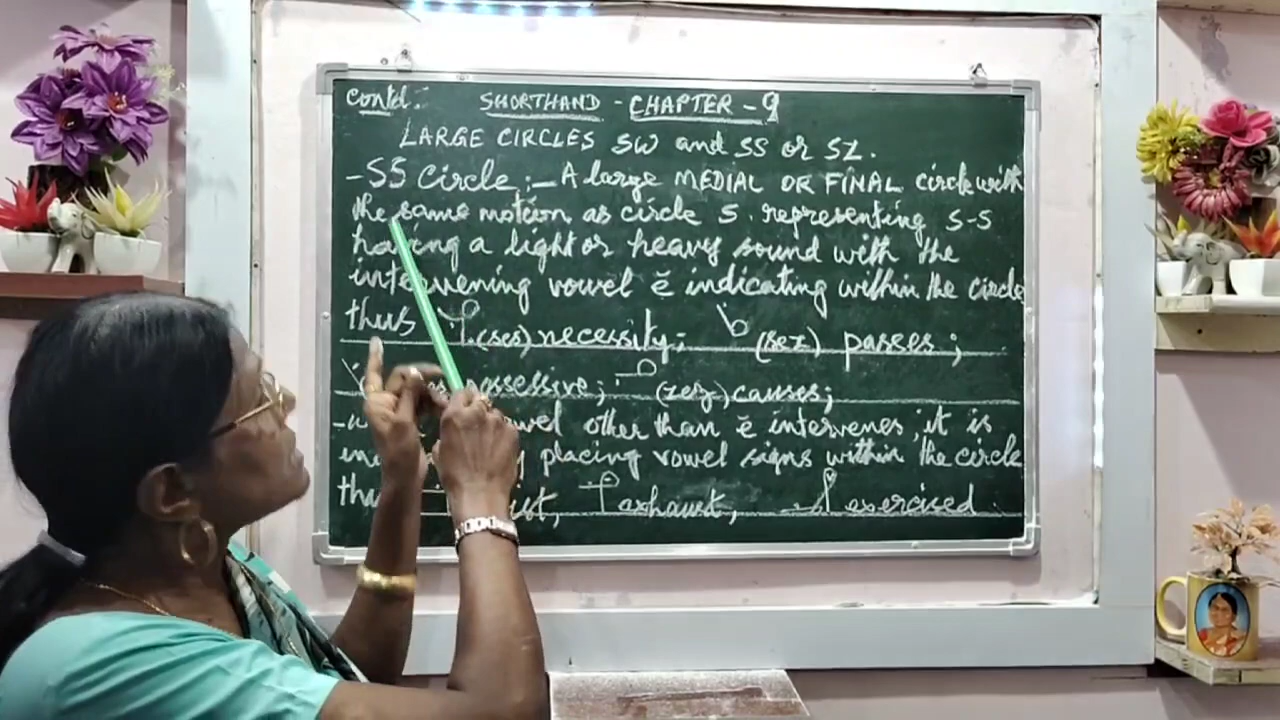 contd:- SHORTHAND - CHAPTER - 9
LARGE CIRCLES SW and SS or SZ.
- SS Circle :- A large MEDIAL OR FINAL circle with
the same motion as circle S. representing S-S
having a light or heavy sound with the
intervening vowel ĕ indicating within the circle
thus (ses) necessity; (sez) passes;
possessive; (zez) causes;
vowel other than ĕ intervenes, it is
placing vowel signs within the circle
exhaust, exercised.